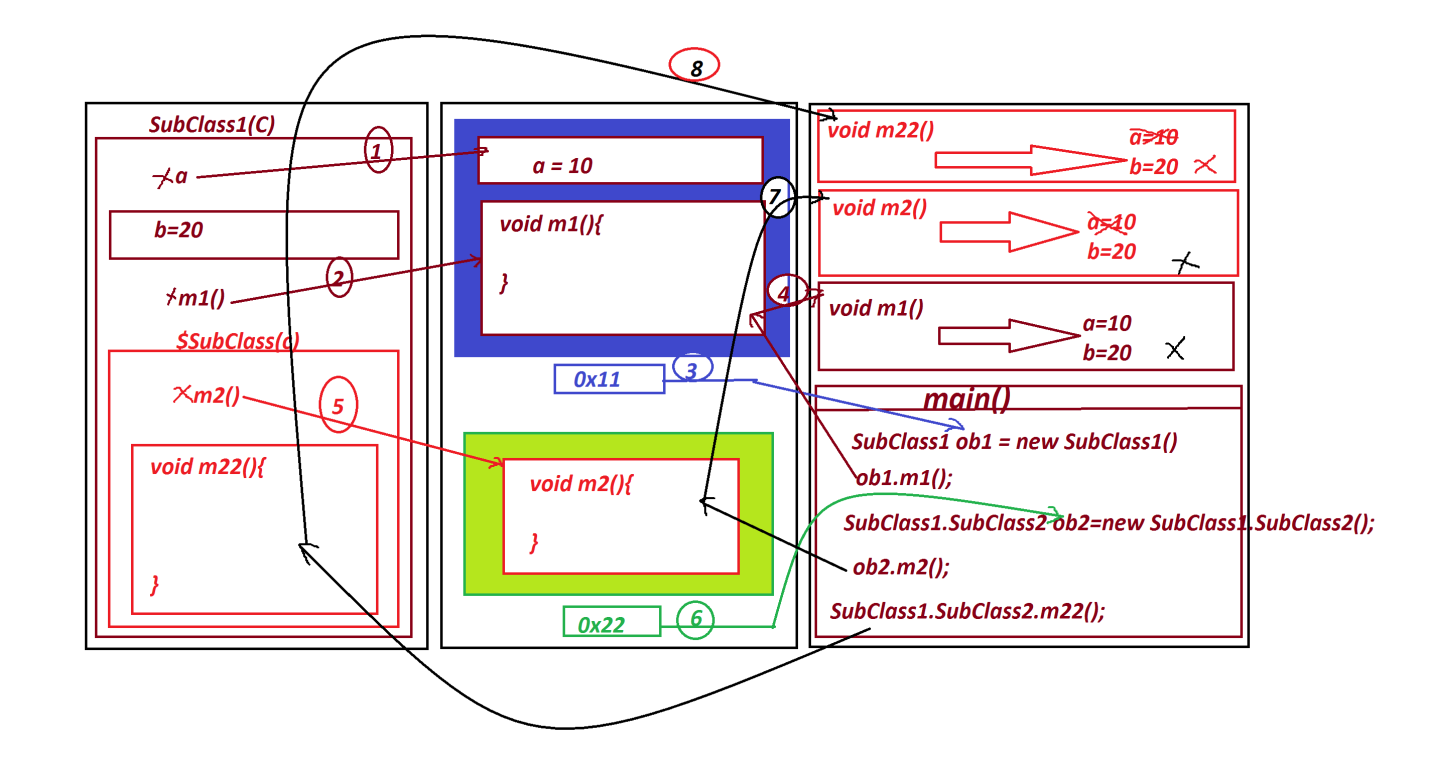 8
SubClass1(C)
1
a
b=20
2
m1()
$SubClass(c)
m2()
5
void m22(){
}
a = 10
7
void m1(){
}
4
0x11
3
void m2(){
}
0x22
6
void m22()
a=10
b=20
void m2()
a=10
b=20
void m1()
a=10
b=20
main()
SubClass1 ob1 = new SubClass1()
ob1.m1();
SubClass1.SubClass2 ob2=new SubClass1.SubClass2();
ob2.m2();
SubClass1.SubClass2.m22();